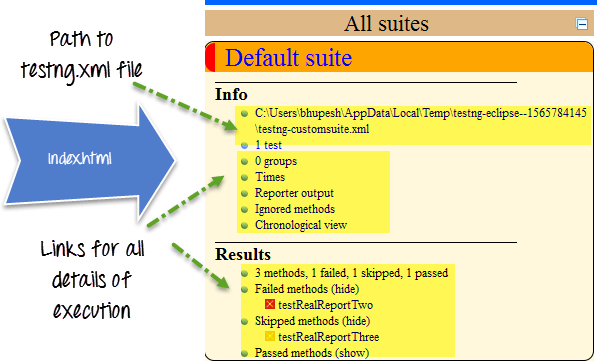 All suites
Path to
testng.xml file
Default suite
Info
C:\Users\bhupesh\AppData\Local\Temp\testng-eclipse--1565784145
\testng-customsuite.xml
1 test
0 groups
Times
Reporter output
Ignored methods
Chronological view
index.html
Links for all
details of
execution
Results
3 methods, 1 failed, 1 skipped, 1 passed
Failed methods (hide)
testRealReportTwo
Skipped methods (hide)
testRealReportThree
Passed methods (show)